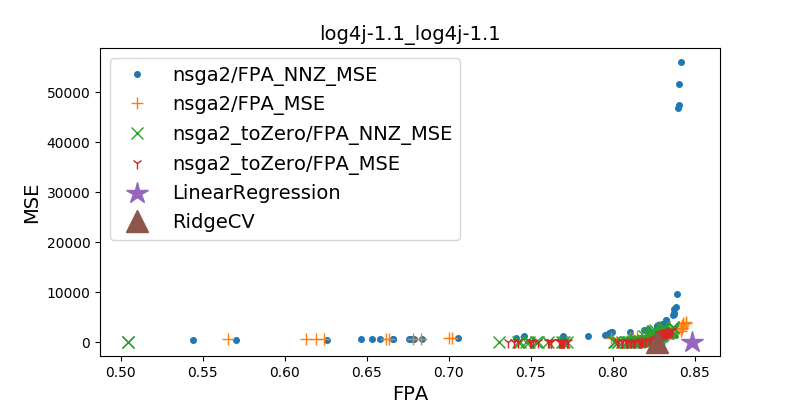 log4j-1.1_log4j-1.1
nsga2/FPA_NNZ_MSE
nsga2/FPA_MSE
nsga2_toZero/FPA_NNZ_MSE
nsga2_toZero/FPA_MSE
LinearRegression
RidgeCV
MSE
50000
40000
30000
20000
10000
0
0.50 0.55 0.60 0.65 0.70 0.75 0.80 0.85
FPA